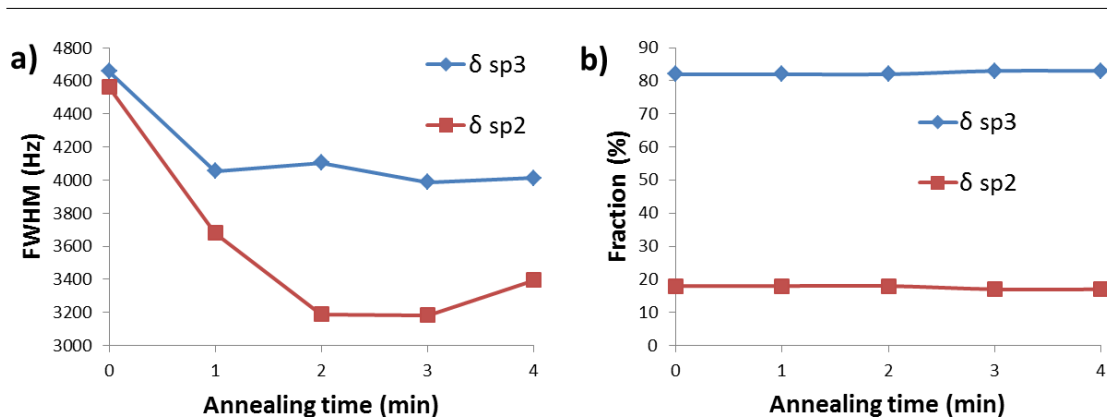 a)
4800
4600
4400
4200
4000
3800
3600
3400
3200
3000
FWHM (Hz)
δ sp3
δ sp2
0 1 2 3 4
Annealing time (min)
b)
90
80
70
60
50
40
30
20
10
0
Fraction (%)
δ sp3
δ sp2
0 1 2 3 4
Annealing time (min)